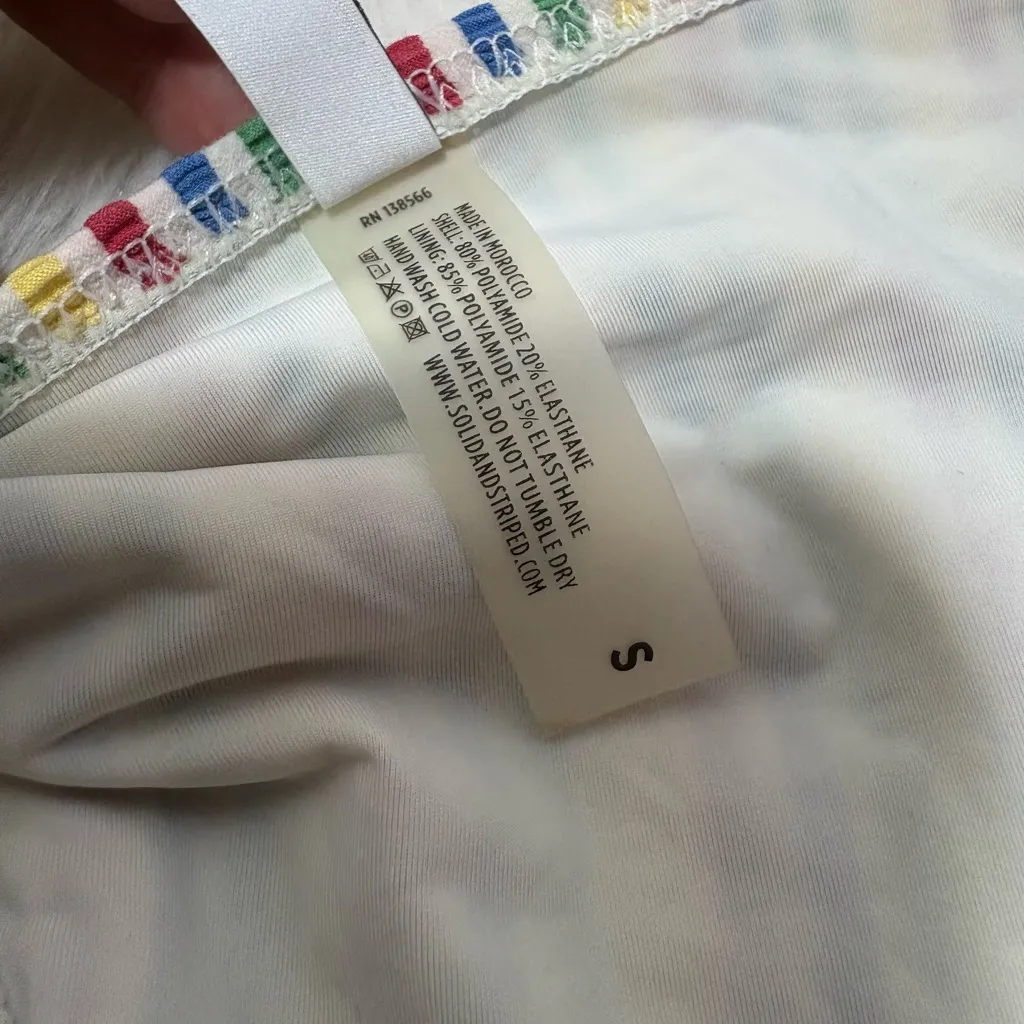 RN 138566
MADE IN MOROCCO
SHELL: 80% POLYAMIDE 20% ELASTHANE
LINING: 85% POLYAMIDE 15% ELASTHANE
HAND WASH COLD WATER. DO NOT TUMBLE DRY
WWW.SOLIDANDSTRIPED.COM
S